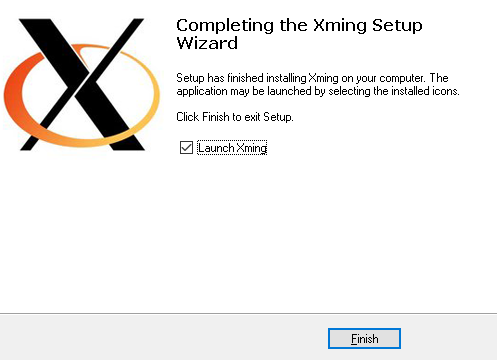 Completing the Xming Setup
Wizard
Setup has finished installing Xming on your computer. The
application may be launched by selecting the installed icons.
Click Finish to exit Setup.
Launch Xming
Finish